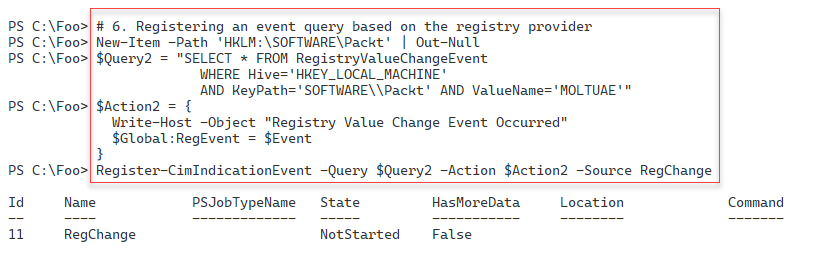 PS C:\Foo> # 6. Registering an event query based on the registry provider
PS C:\Foo> New-Item -Path 'HKLM:\SOFTWARE\Packt' | Out-Null
PS C:\Foo> $Query2 = "SELECT * FROM RegistryValueChangeEvent
WHERE Hive='HKEY_LOCAL_MACHINE'
AND KeyPath='SOFTWARE\\Packt' AND ValueName='MOLTUAE'"
PS C:\Foo> $Action2 = {
Write-Host -Object "Registry Value Change Event Occurred"
$Global:RegEvent = $Event
}
PS C:\Foo> Register-CimIndicationEvent -Query $Query2 -Action $Action2 -Source RegChange
Id Name PSJobTypeName State HasMoreData Location Command
-- ---- ------------- ----- ----------- -------- -------
11 RegChange NotStarted False